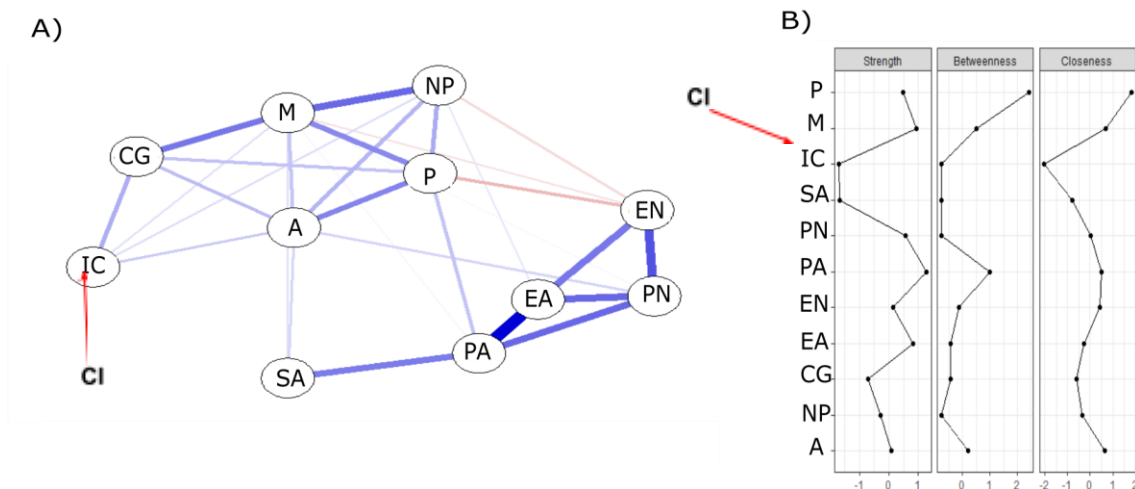 A)
NP
M
CG
P
EN
A
IC
EA
PN
PA
SA
CI
B)
Strength Betweenness Closeness
CI
P
M
IC
SA
PN
PA
EN
EA
CG
NP
A
-1 0 1 0 1 2 -2 -1 0 1 2